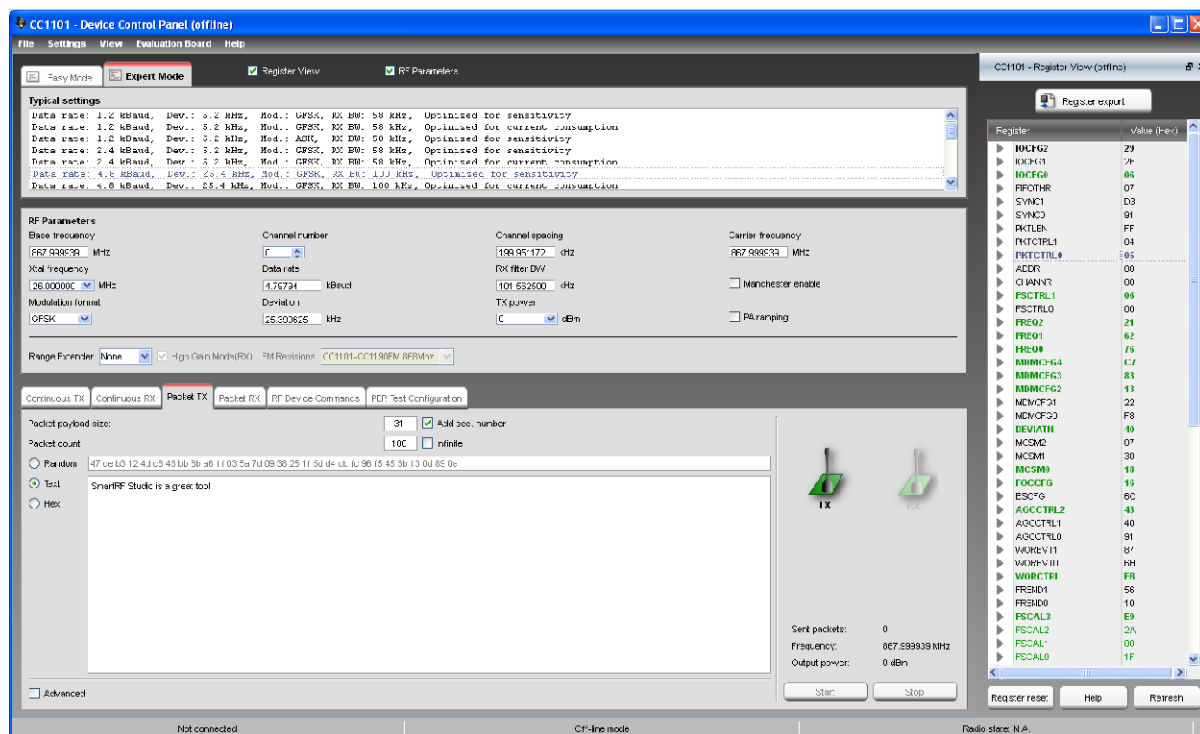 CC1101 - Device Control Panel (offline)
File Settings View Evaluation Board Help
Easy Mode Expert Mode Register View RF Parameters
Typical settings
Data rate: 1.2 kBaud, Dev.: 5.2 kHz, Mod.: GFSK, RX BW: 58 kHz, Optimized for sensitivity
Data rate: 1.2 kBaud, Dev.: 5.2 kHz, Mod.: GFSK, RX BW: 58 kHz, Optimized for current consumption
Data rate: 1.2 kBaud, Dev.: 5.2 kHz, Mod.: ASK, RX BW: 58 kHz, Optimized for sensitivity
Data rate: 2.4 kBaud, Dev.: 5.2 kHz, Mod.: GFSK, RX BW: 58 kHz, Optimized for sensitivity
Data rate: 2.4 kBaud, Dev.: 5.2 kHz, Mod.: GFSK, RX BW: 58 kHz, Optimized for current consumption
Data rate: 4.8 kBaud, Dev.: 25.4 kHz, Mod.: GFSK, RX BW: 100 kHz, Optimized for sensitivity
Data rate: 4.8 kBaud, Dev.: 25.4 kHz, Mod.: GFSK, RX BW: 100 kHz, Optimized for current consumption
RF Parameters
Base frequency Channel number Channel spacing Carrier frequency
867.999939 MHz 0 199.951172 kHz 867.999939 MHz
Xtal frequency Data rate RX filter BW
26.000000 MHz 4.79794 kBaud 101.562500 kHz Manchester enable
Modulation format Deviation TX power
GFSK 25.390625 kHz 0 dBm PA ramping
Range Extender None High Gain Mode(RX) EM Revisions CC1101-CC1190EM 868Mhz
Continuous TX Continuous RX Packet TX Packet RX RF Device Commands PER Test Configuration
Packet payload size: 31 Add seq. number
Packet count 100 Infinite
Random
Text SmartRF Studio is a great tool
Hex
TX RX
Sent packets: 0
Frequency: 867.999939 MHz
Output power: 0 dBm
Advanced
Start Stop
Not connected Off-line mode Radio state: N.A.
CC1101 - Register View (offline)
Register export
Register Value (Hex)
IOCFG2 29
IOCFG1 2E
IOCFG0 06
FIFOTHR 07
SYNC1 D3
SYNC0 91
PKTLEN FF
PKTCTRL1 04
PKTCTRL0 05
ADDR 00
CHANNR 00
FSCTRL1 06
FSCTRL0 00
FREQ2 21
FREQ1 62
FREQ0 76
MDMCFG4 C7
MDMCFG3 83
MDMCFG2 13
MDMCFG1 22
MDMCFG0 F8
DEVIATN 40
MCSM2 07
MCSM1 30
MCSM0 18
FOCCFG 16
BSCFG 6C
AGCCTRL2 43
AGCCTRL1 40
AGCCTRL0 91
WOREVT1 87
WOREVT0 6B
WORCTRL FB
FREND1 56
FREND0 10
FSCAL3 E9
FSCAL2 2A
FSCAL1 00
FSCAL0 1F
Register reset Help Refresh